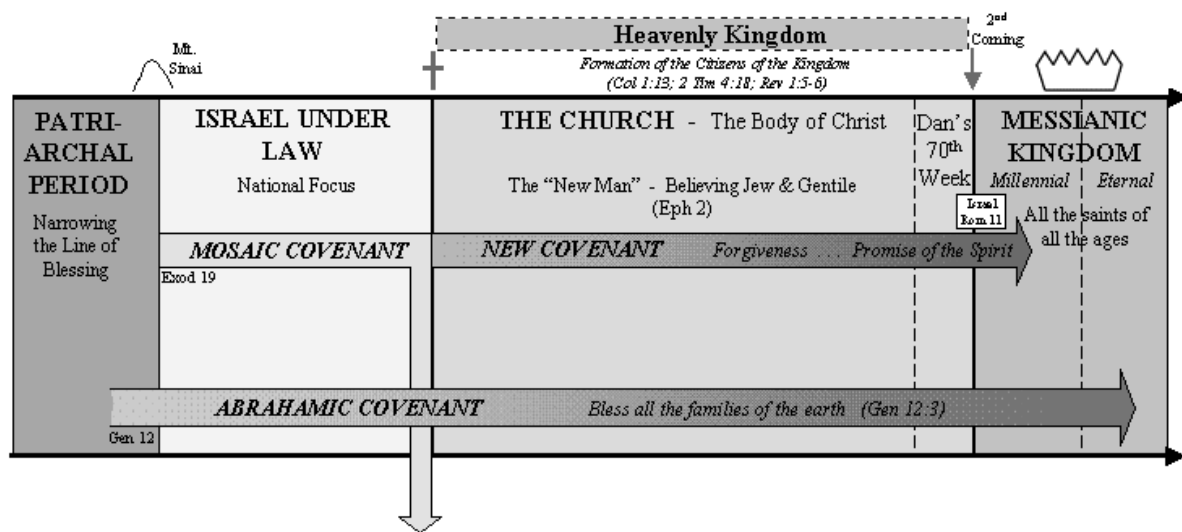 Mt.
Sinai
Heavenly Kingdom
Formation of the Citizens of the Kingdom
(Col 1:13; 2 Tim 4:18; Rev 1:5-6)
2nd
Coming
PATRI-
ARCHAL
PERIOD
Narrowing
the Line of
Blessing
ISRAEL UNDER
LAW
National Focus
THE CHURCH - The Body of Christ
The “New Man” - Believing Jew & Gentile
(Eph 2)
Dan’s
70th
Week
MESSIANIC
KINGDOM
Millennial Eternal
Israel
Rom 11
All the saints of
all the ages
MOSAIC COVENANT
Exod 19
NEW COVENANT Forgiveness . . . Promise of the Spirit
ABRAHAMIC COVENANT Bless all the families of the earth (Gen 12:3)
Gen 12